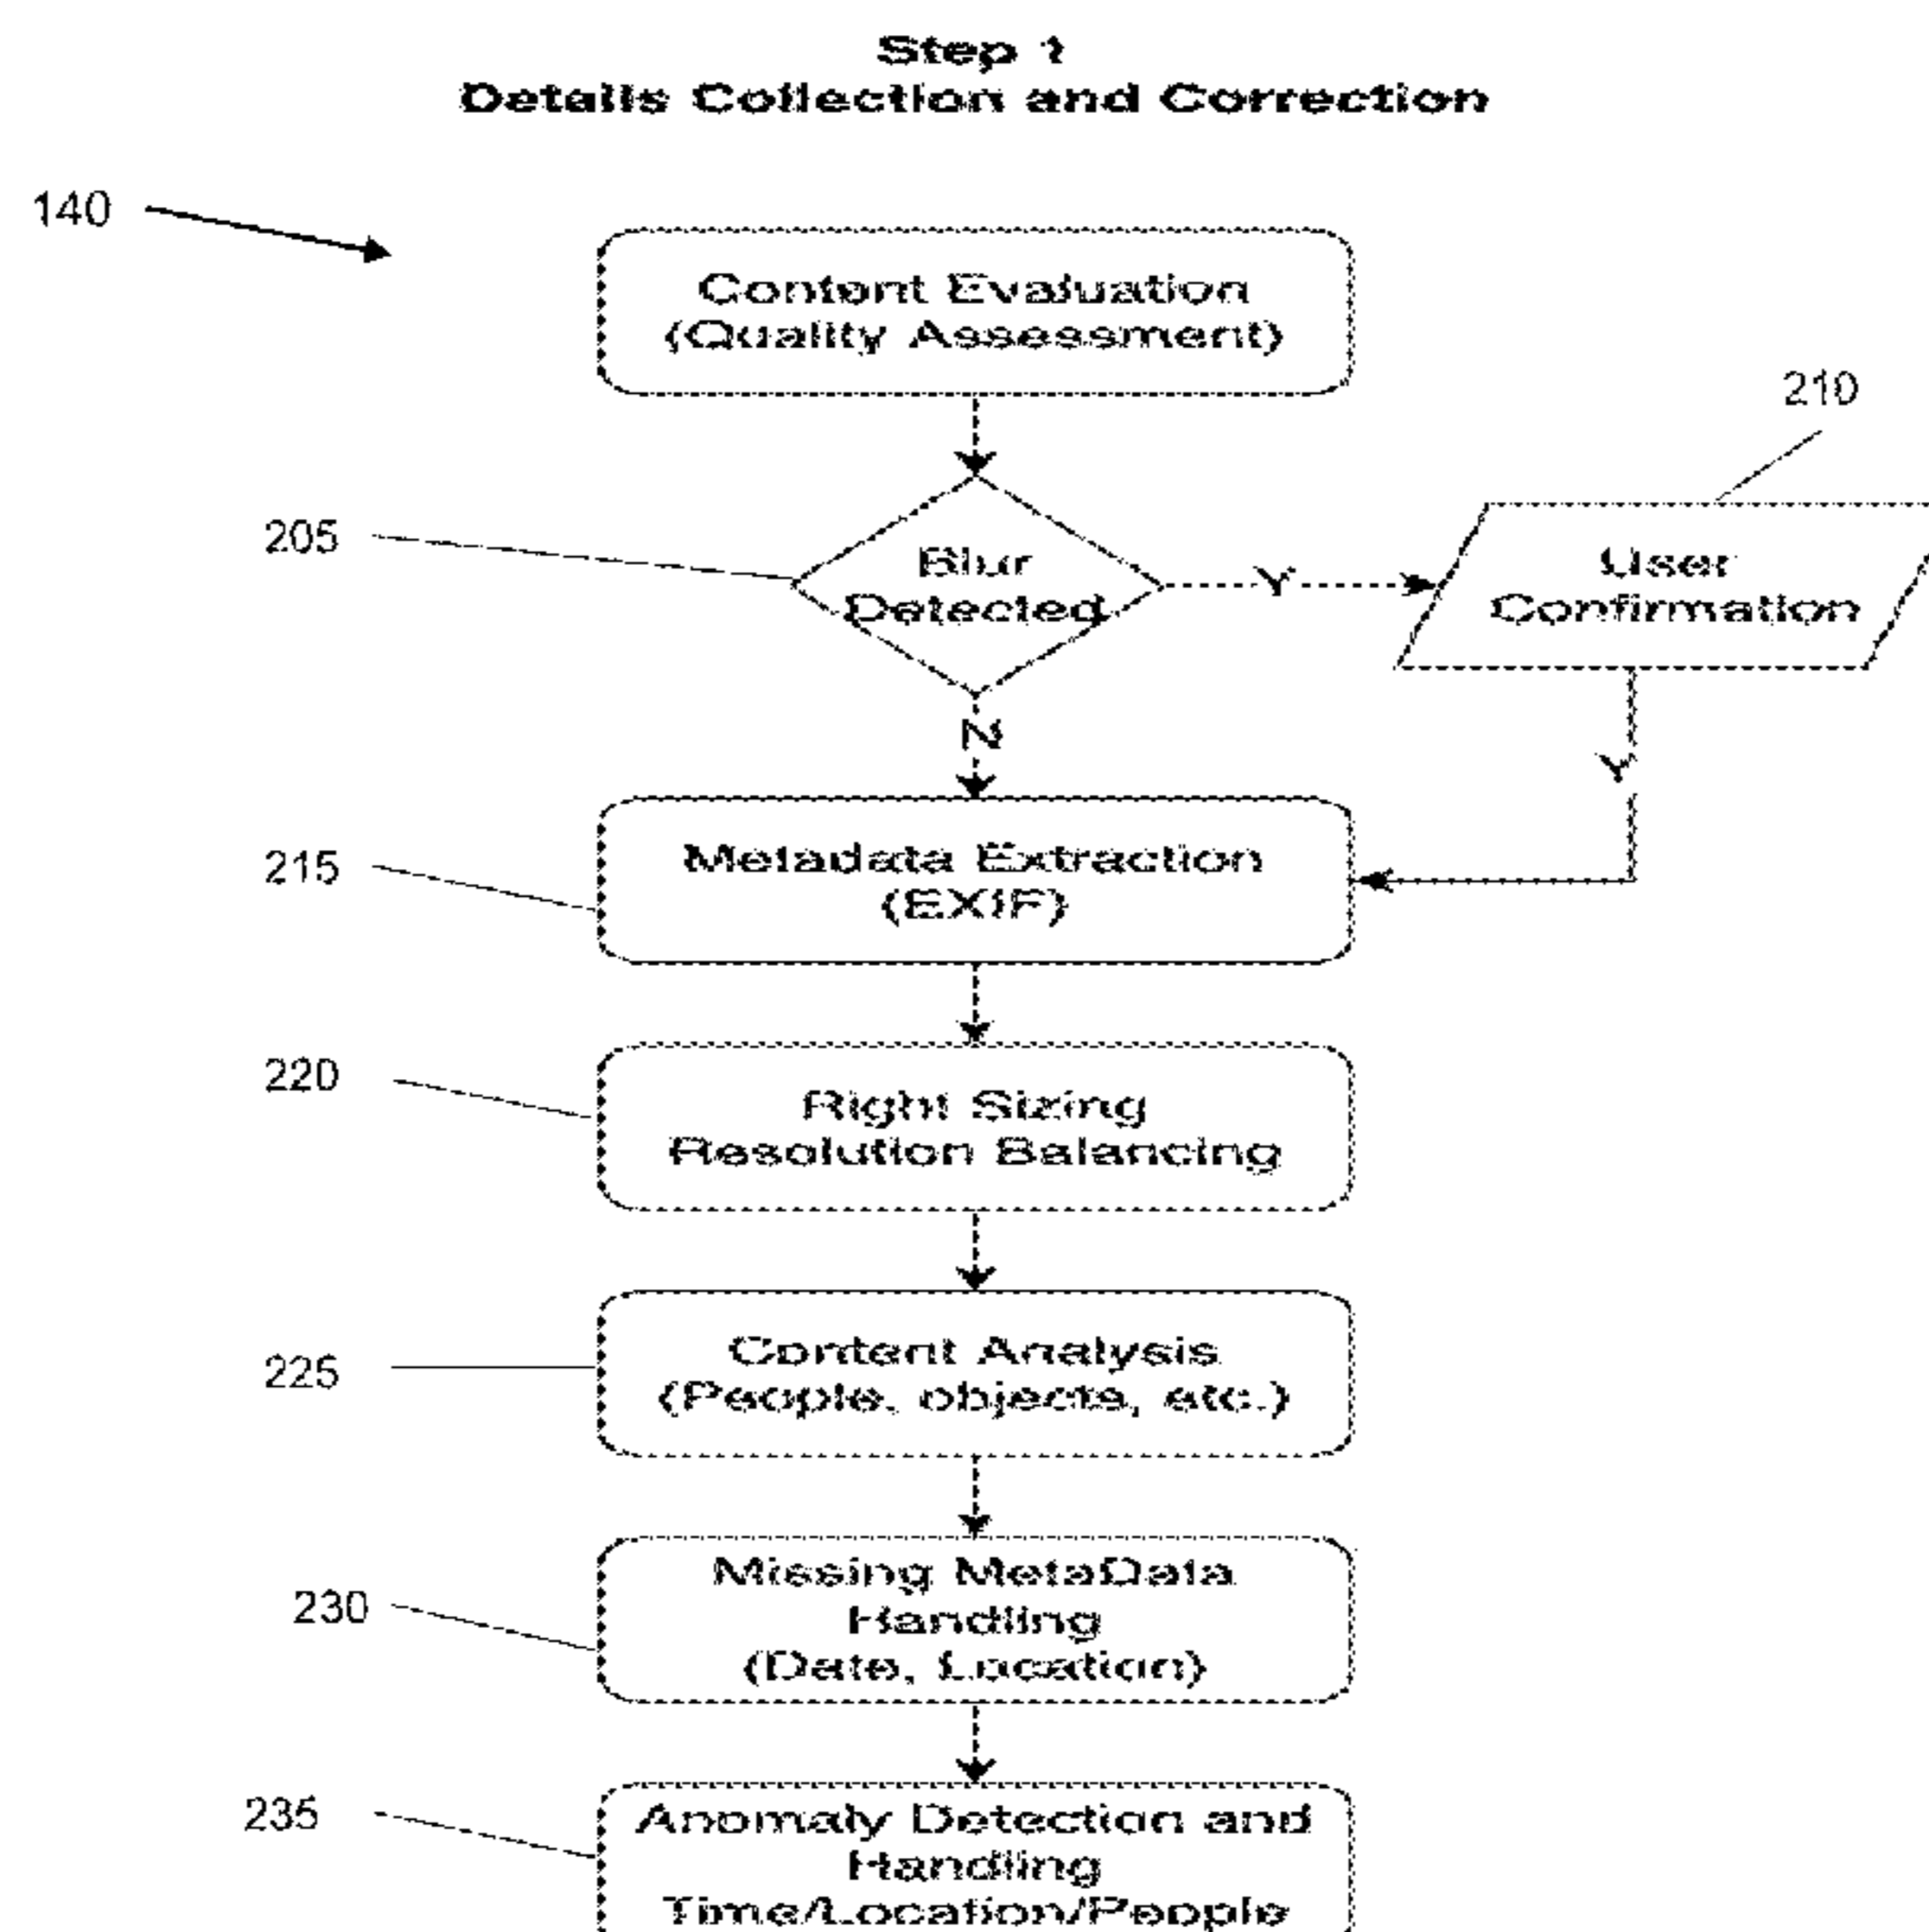 Step 1
Details Collection and Correction
140
Content Evaluation
(Quality Assessment)
210
205
Blur
Detected
Y
User
Confirmation
N
Y
215
Metadata Extraction
(EXIF)
220
Right Sizing
Resolution Balancing
225
Content Analysis
(People, objects, etc.)
230
Missing MetaData
Handling
(Date, Location)
235
Anomaly Detection and
Handling
Time/Location/People